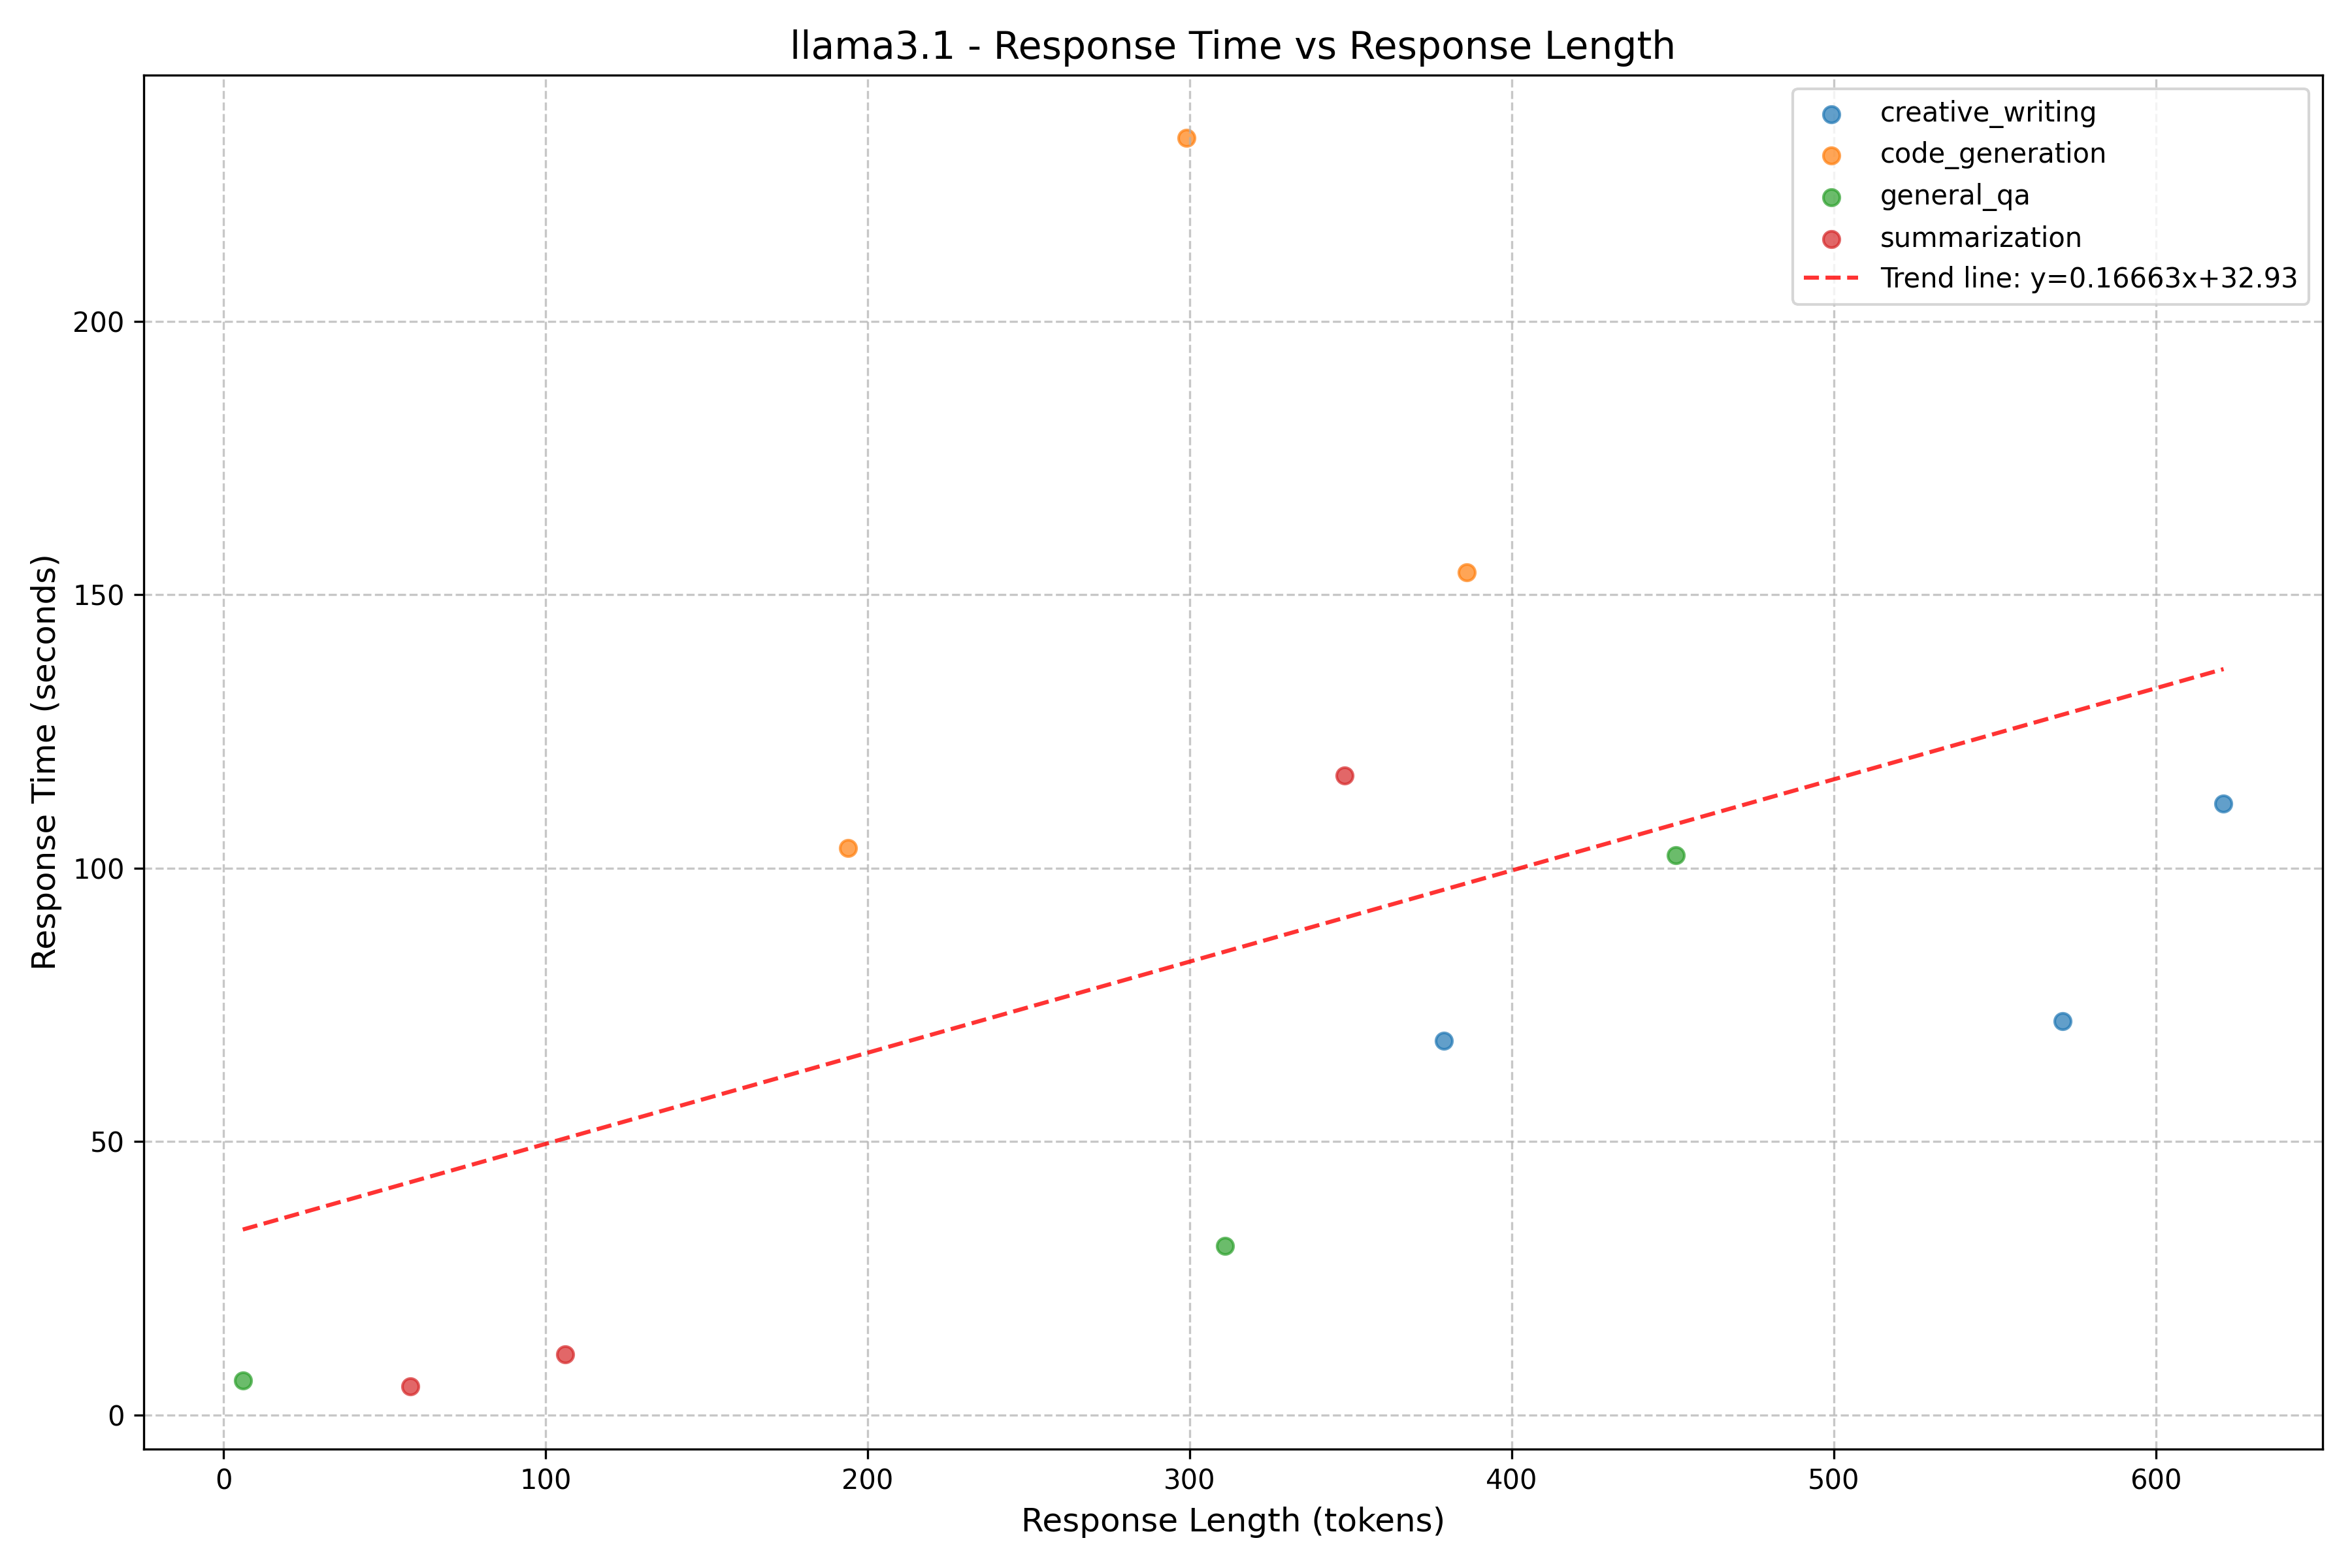 llama3.1 - Response Time vs Response Length
creative_writing
code_generation
general_qa
summarization
Trend line: y=0.16663x+32.93
Response Time (seconds)
200
150
100
50
0
0 100 200 300 400 500 600
Response Length (tokens)